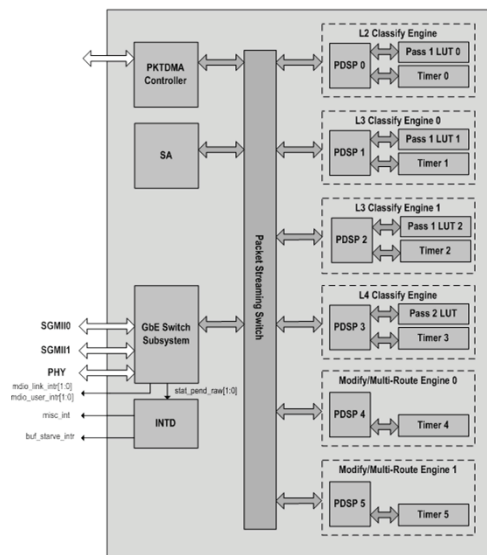 PKTDMA
Controller
SA
SGMII0
SGMII1
PHY
GbE Switch
Subsystem
mdio_link_intr[1:0]
mdio_user_intr[1:0]
stat_pend_raw[1:0]
misc_int
buf_starve_intr
INTD
Packet Streaming Switch
L2 Classify Engine
PDSP 0
Pass 1 LUT 0
Timer 0
L3 Classify Engine 0
PDSP 1
Pass 1 LUT 1
Timer 1
L3 Classify Engine 1
PDSP 2
Pass 1 LUT 2
Timer 2
L4 Classify Engine
PDSP 3
Pass 2 LUT
Timer 3
Modify/Multi-Route Engine 0
PDSP 4
Timer 4
Modify/Multi-Route Engine 1
PDSP 5
Timer 5